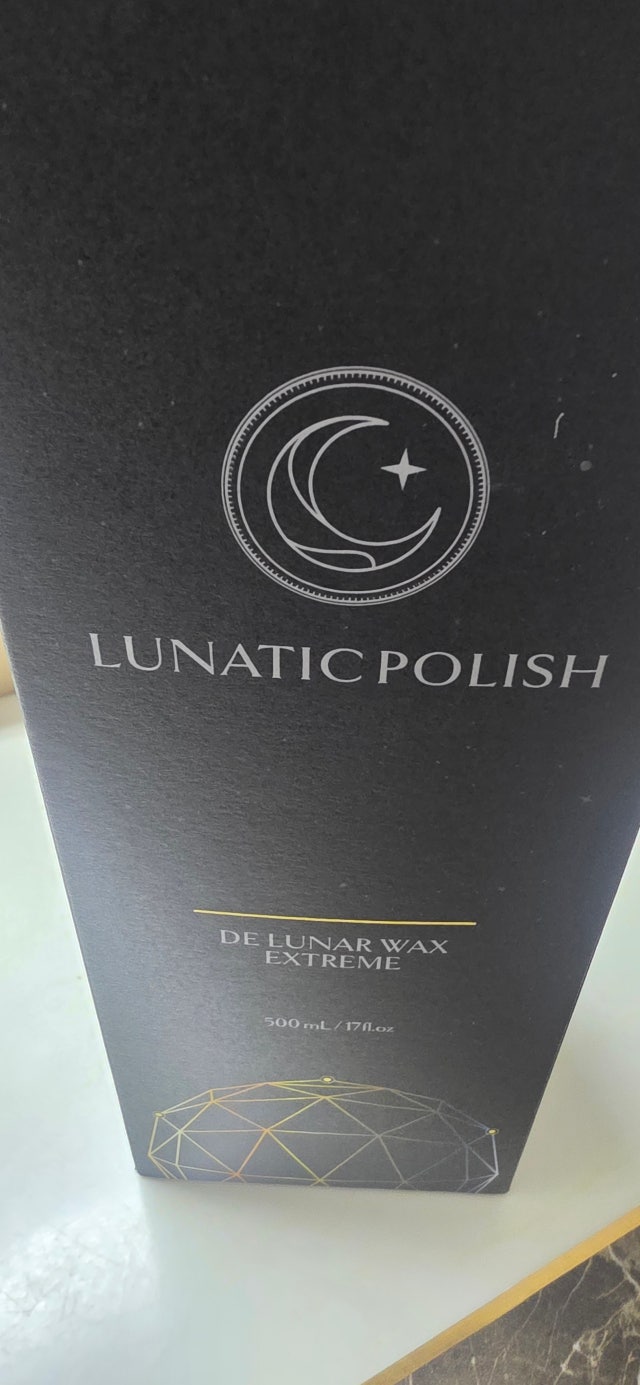 LUNATIC POLISH
DE LUNAR WAX
EXTREME
500 mL / 17fl.oz